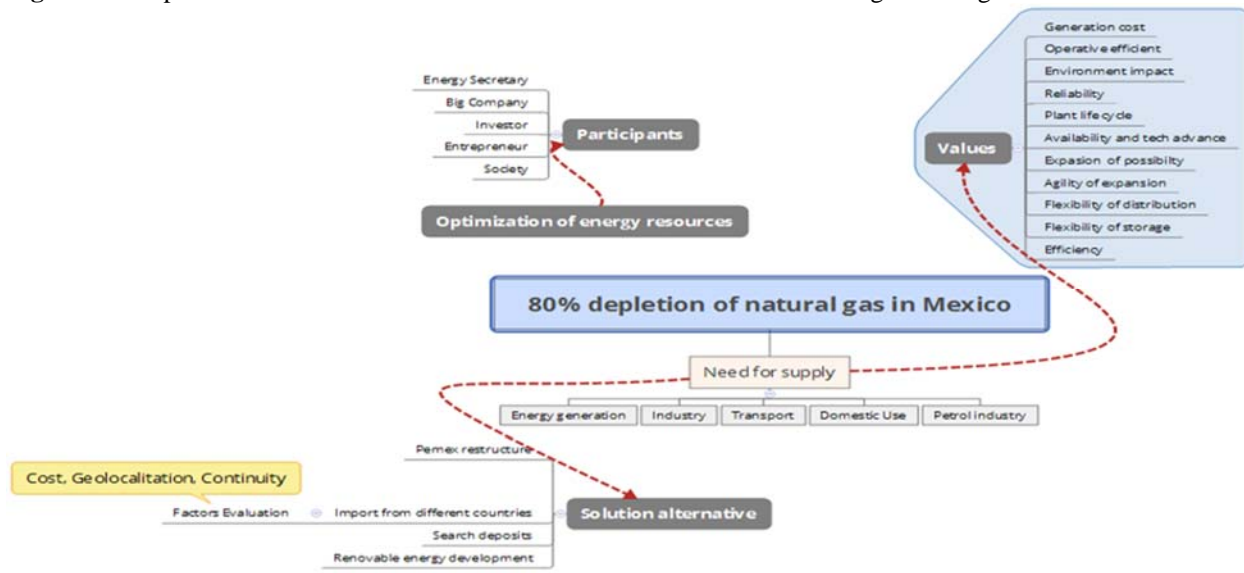 Generation cost
Operative efficient
Environment impact
Reliability
Plant life cycle
Availability and tech advance
Expasion of possibilty
Agility of expansion
Flexibility of distribution
Flexibility of storage
Efficiency
Values
Energy Secretary
Big Company
Investor
Entrepreneur
Society
Participants
Optimization of energy resources
80% depletion of natural gas in Mexico
Need for supply
Energy generation
Industry
Transport
Domestic Use
Petrol industry
Pemex restructure
Cost, Geolocalitation, Continuity
Factors Evaluation
Import from different countries
Search deposits
Renovable energy development
Solution alternative